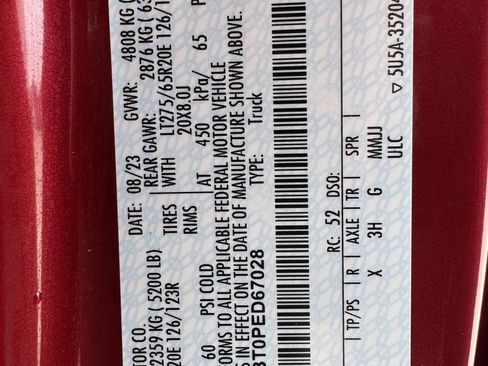 TOR CO.
DATE: 08/23
GVWR: 4808 KG
2359 KG ( 5200 LB)
REAR GAWR: 2876 KG (
20E 126/123R
TIRES
WITH
LT275/65R20E 126/1
RIMS
20X8.0J
60
PSI COLD
AT
450
kPa/
65
P
FORMS TO ALL APPLICABLE FEDERAL MOTOR VEHICLE
IN EFFECT ON THE DATE OF MANUFACTURE SHOWN ABOVE.
T0PED67028
TYPE:
Truck
RC: 52
DSO:
TP/PS
R
AXLE
TR
SPR
X
3H
G
MMJJ
ULC
▽ 5U5A-35204